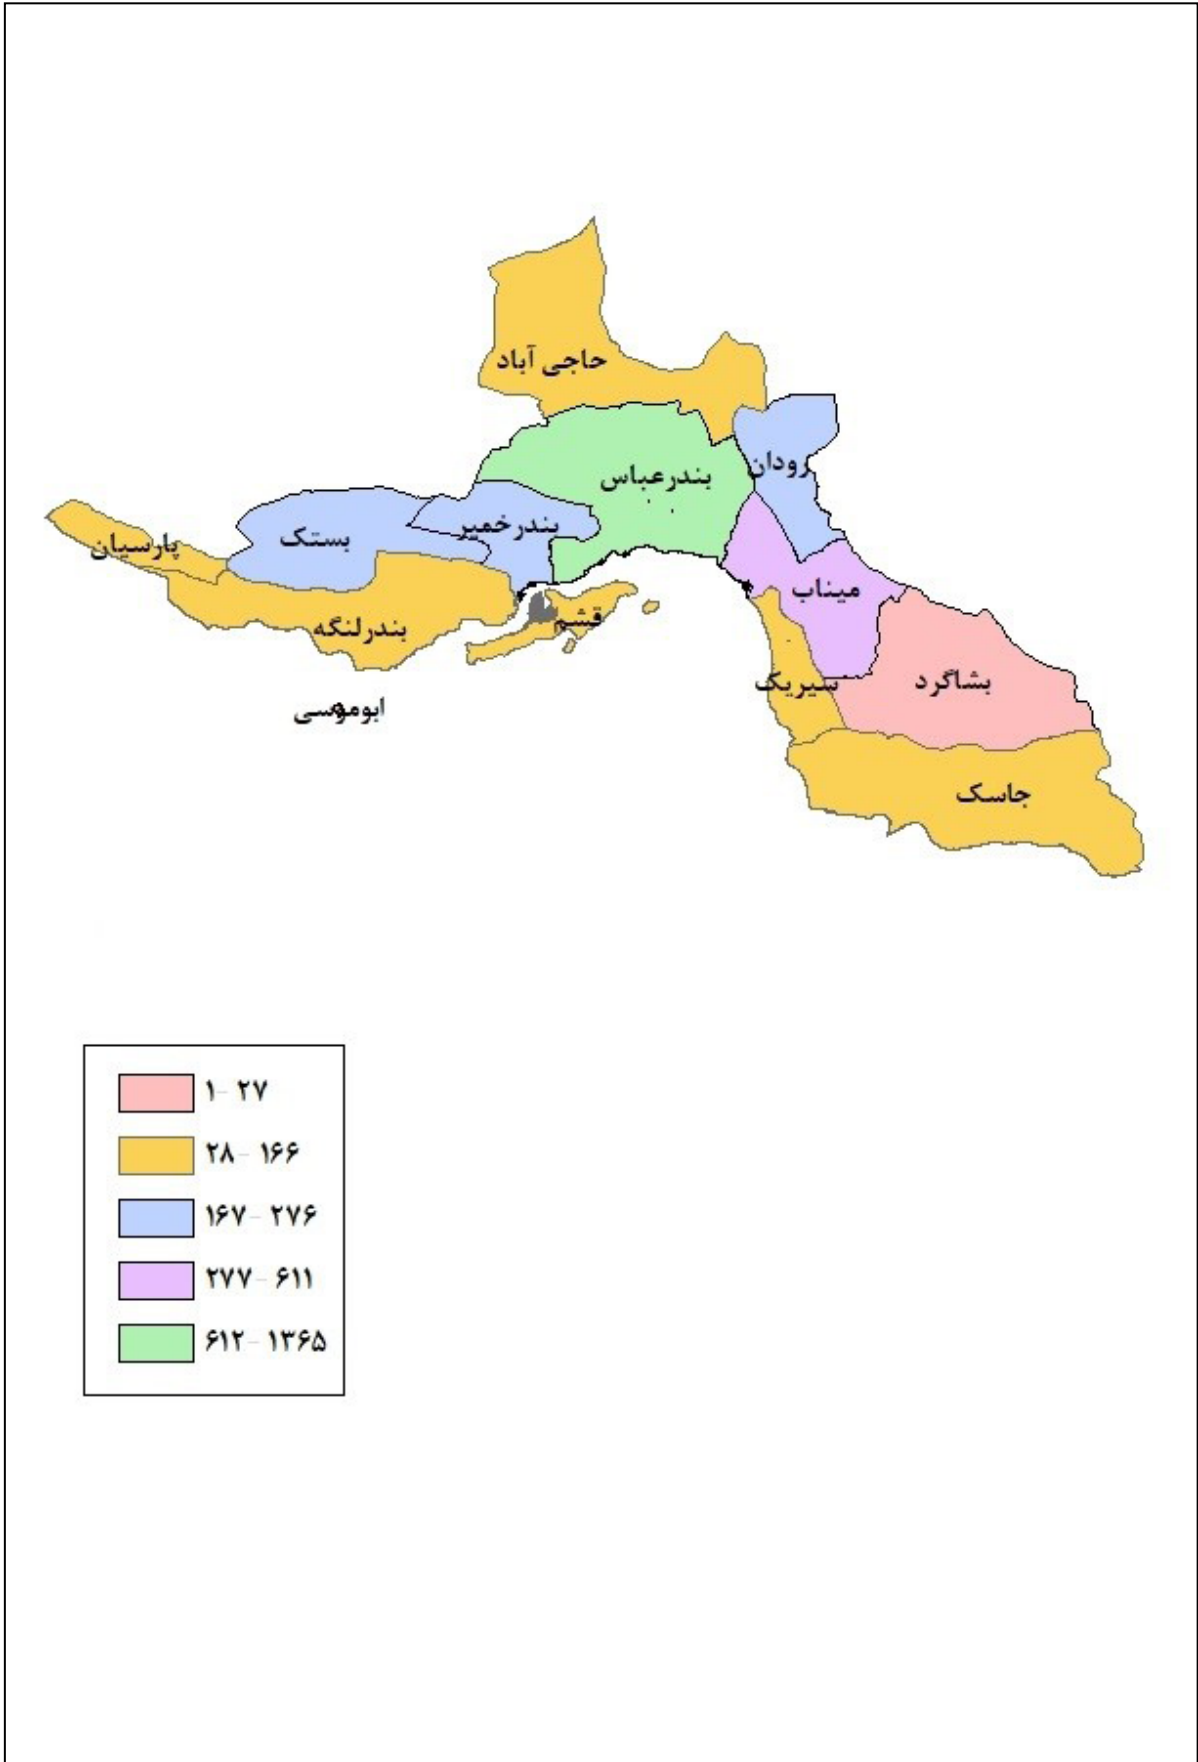 حاجی آباد
رودان
بندرعباس
بندرخمیر
بستک
پارسیان
میناب
قشم
بندرلنگه
بشاگرد
سیریک
ابوموسی
جاسک
۱- ۲۷
۲۸- ۱۶۶
۱۶۷- ۲۷۶
۲۷۷- ۶۱۱
۶۱۲- ۱۳۶۵